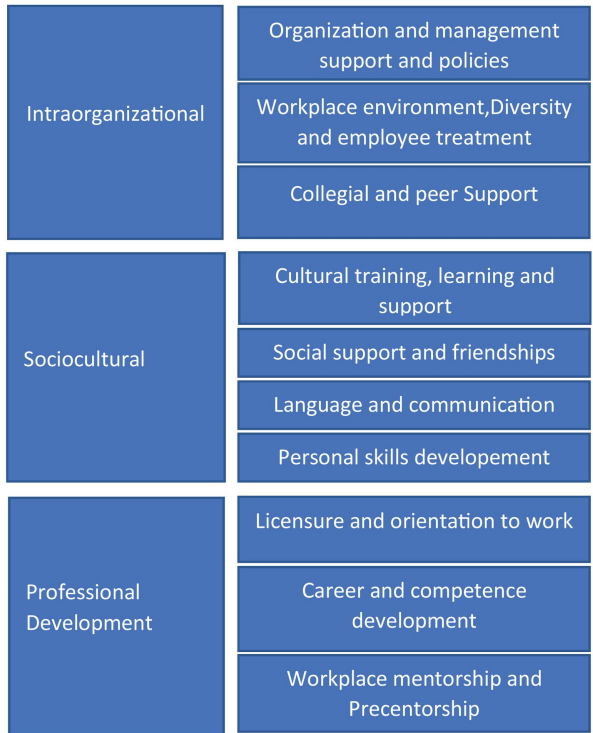 Intraorganizational
Organization and management
support and policies
Workplace environment,Diversity
and employee treatment
Collegial and peer Support
Sociocultural
Cultural training, learning and
support
Social support and friendships
Language and communication
Personal skills developement
Professional
Development
Licensure and orientation to work
Career and competence
development
Workplace mentorship and
Precentorship